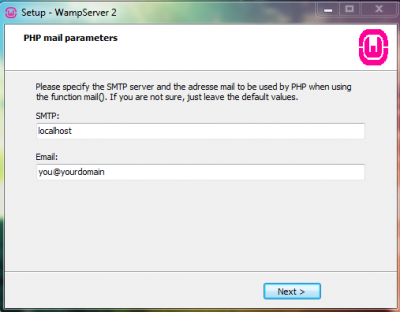 Setup - WampServer 2
PHP mail parameters
Please specify the SMTP server and the adresse mail to be used by PHP when using
the function mail(). If you are not sure, just leave the default values.
SMTP:
localhost
Email:
you@yourdomain
Next >